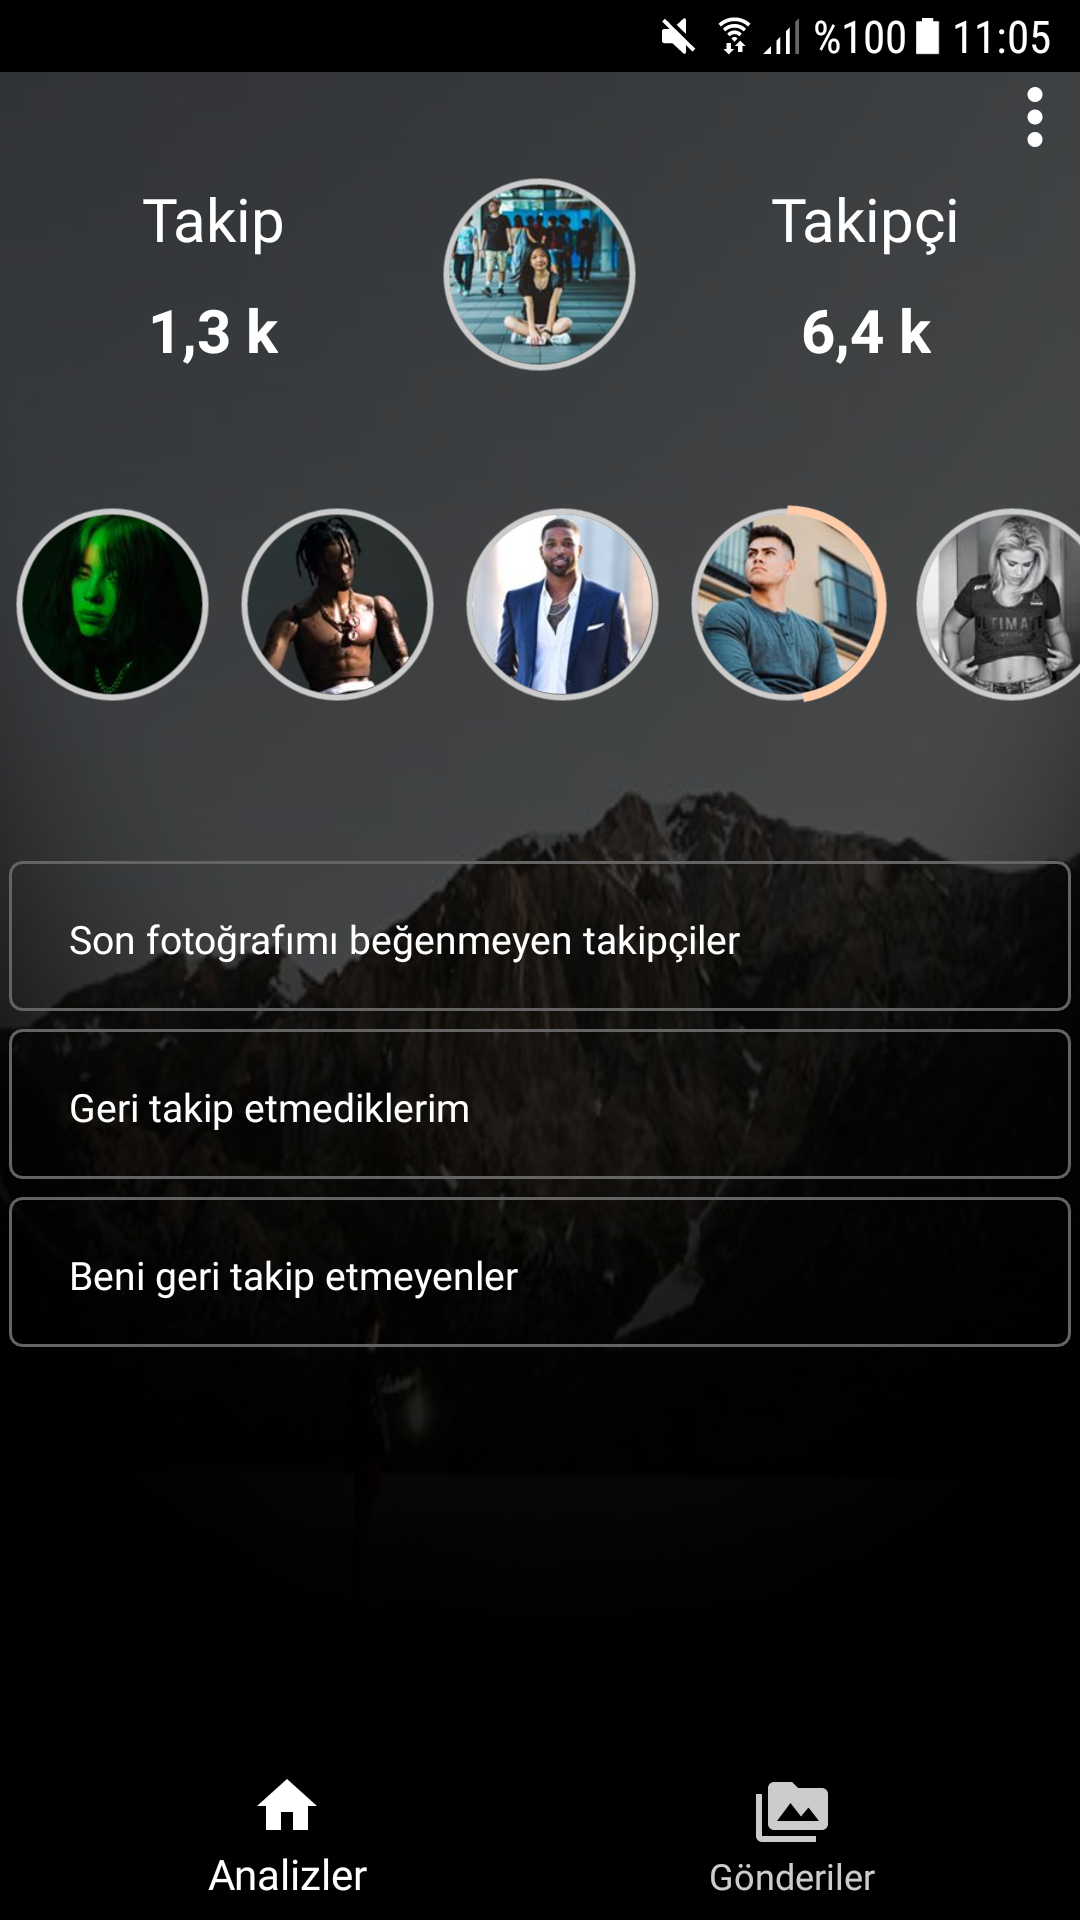 %100 11:05
Takip
Takipçi
1,3 k
6,4 k
ULTIMATE
Son fotoğrafımı beğenmeyen takipçiler
Geri takip etmediklerim
Beni geri takip etmeyenler
Analizler
Gönderiler